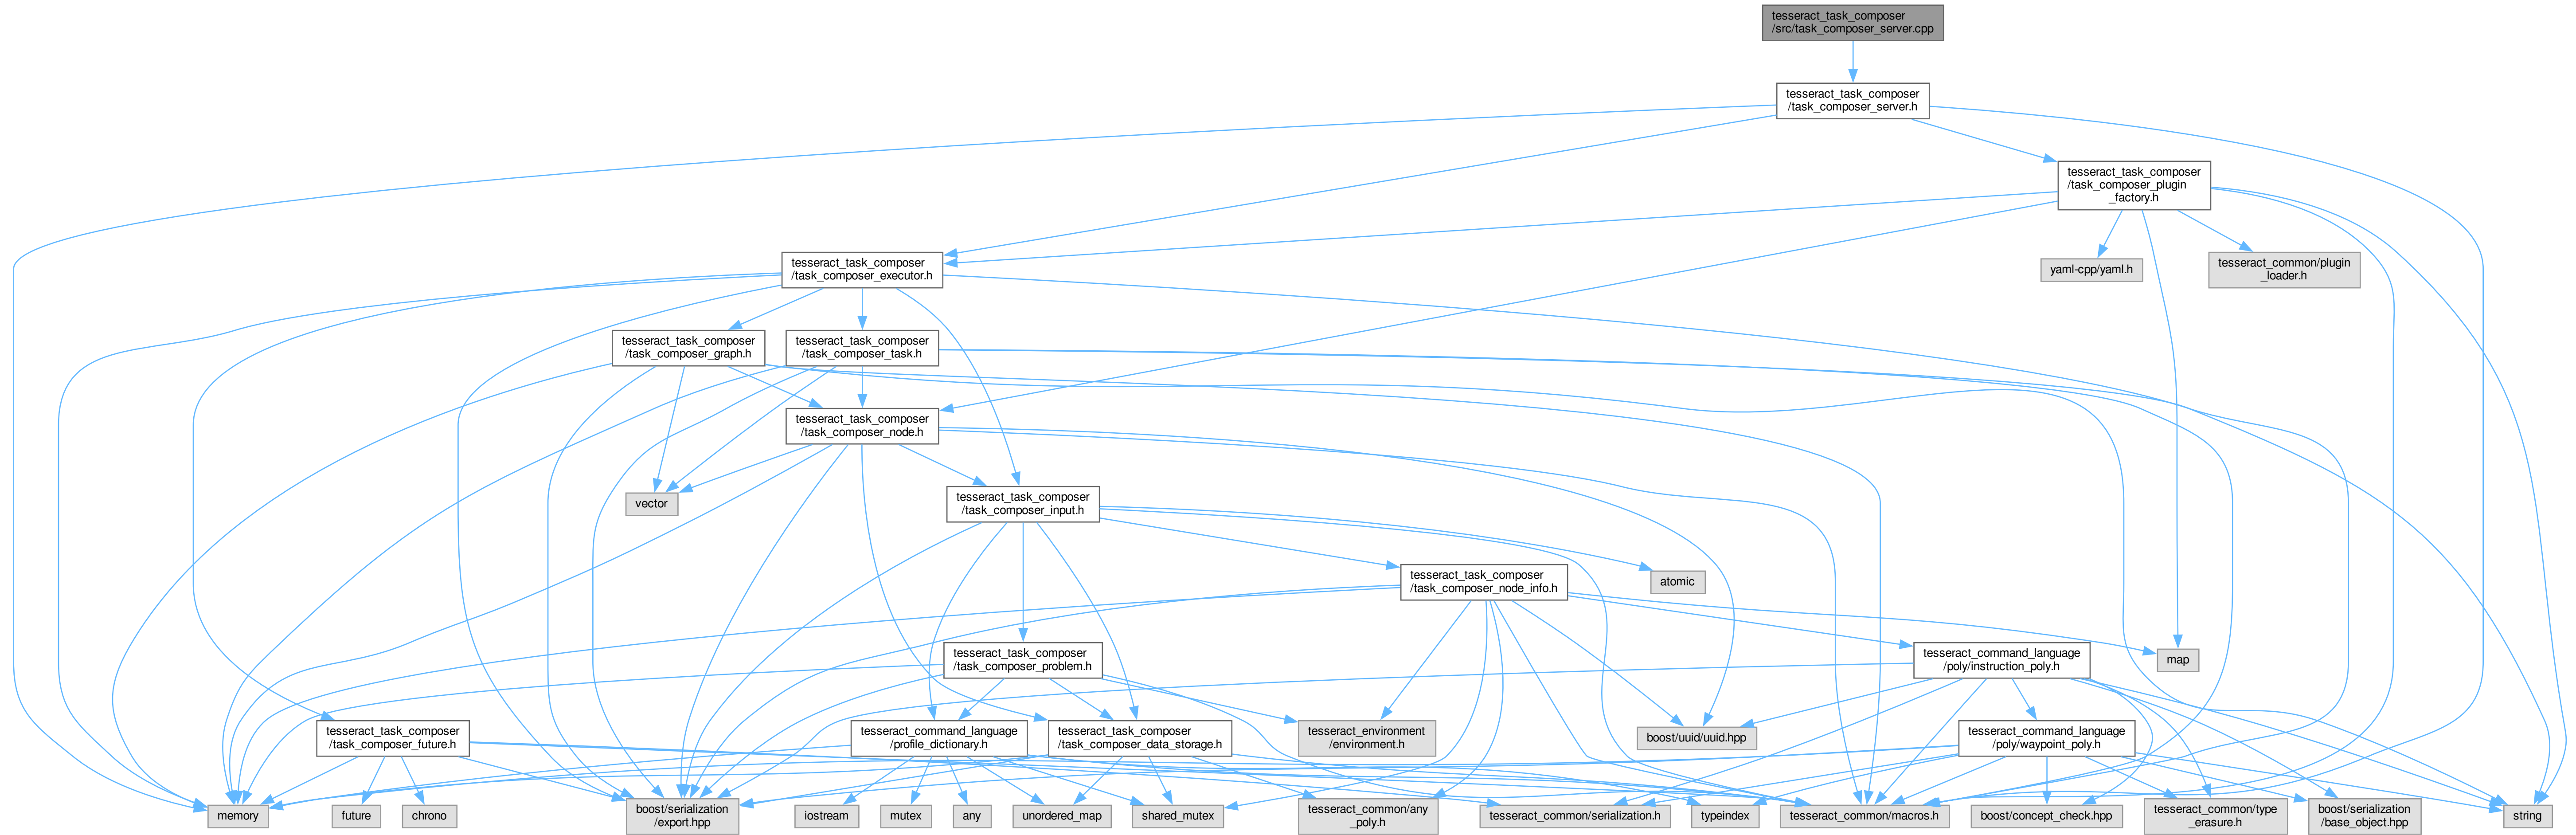 tesseract_task_composer
/src/task_composer_server.cpp
tesseract_task_composer
/task_composer_server.h
tesseract_task_composer
/task_composer_plugin
_factory.h
tesseract_task_composer
/task_composer_executor.h
yaml-cpp/yaml.h
tesseract_common/plugin
_loader.h
tesseract_task_composer
/task_composer_graph.h
tesseract_task_composer
/task_composer_task.h
tesseract_task_composer
/task_composer_node.h
vector
tesseract_task_composer
/task_composer_input.h
tesseract_task_composer
/task_composer_node_info.h
atomic
tesseract_task_composer
/task_composer_problem.h
tesseract_command_language
/poly/instruction_poly.h
map
tesseract_task_composer
/task_composer_future.h
tesseract_command_language
/profile_dictionary.h
tesseract_task_composer
/task_composer_data_storage.h
tesseract_environment
/environment.h
boost/uuid/uuid.hpp
tesseract_command_language
/poly/waypoint_poly.h
memory
future
chrono
boost/serialization
/export.hpp
iostream
mutex
any
unordered_map
shared_mutex
tesseract_common/any
_poly.h
tesseract_common/serialization.h
typeindex
tesseract_common/macros.h
boost/concept_check.hpp
tesseract_common/type
_erasure.h
boost/serialization
/base_object.hpp
string